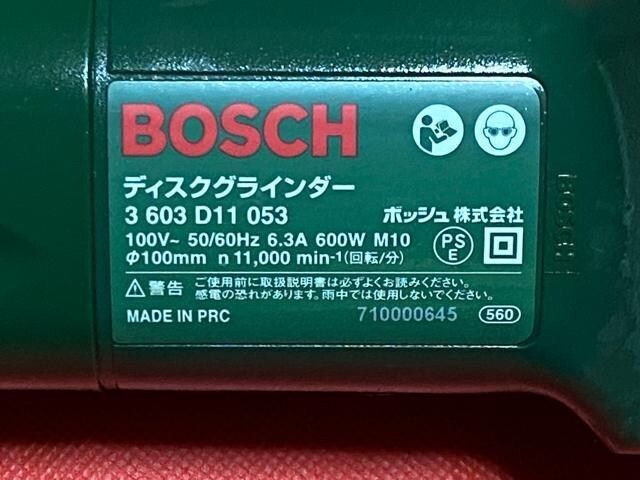 BOSCH
ディスクグラインダー
3 603 D11 053
ボッシュ株式会社
100V~ 50/60Hz 6.3A 600W M10
PS
E
Φ100mm n 11,000 min-¹(回転/分)
⚠警告
ご使用前に取扱説明書は必ずよくお読みください。
感電の恐れがあります。雨中では使用しないでください。
MADE IN PRC
710000645
560
BOSCH